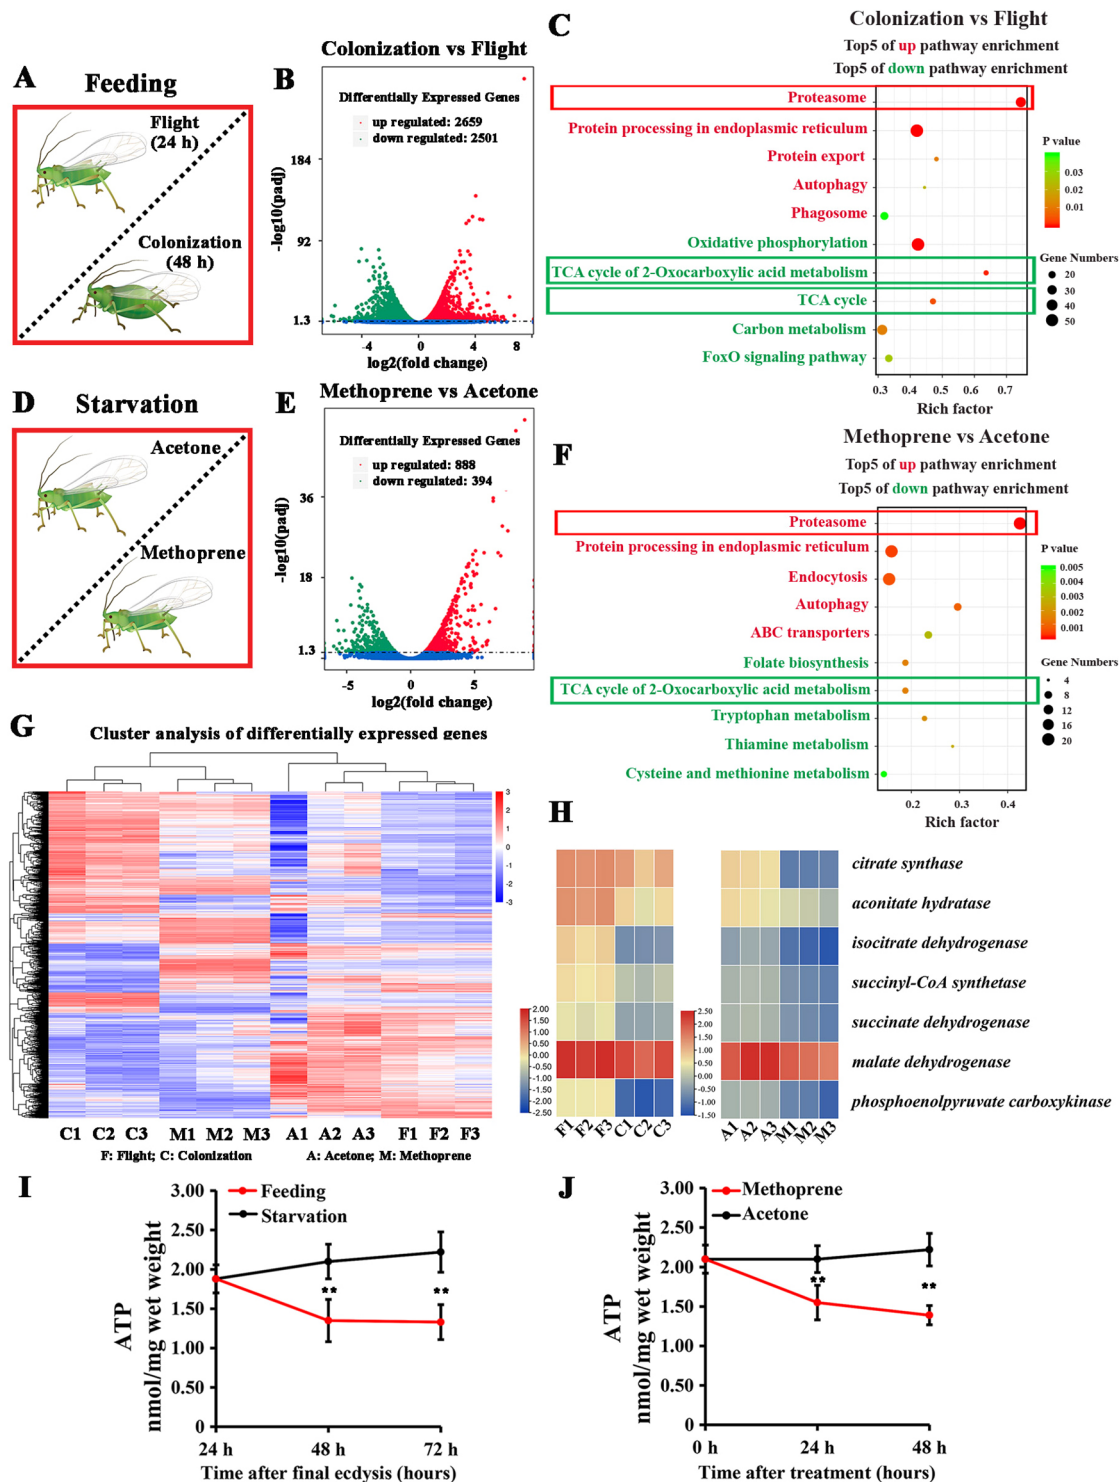 A
Feeding
Flight
(24 h)
Colonization
(48 h)
B
Colonization vs Flight
Differentially Expressed Genes
up regulated: 2659
down regulated: 2501
-log10(padj)
184
92
1.3
-4
0
4
8
log2(fold change)
C
Colonization vs Flight
Top5 of up pathway enrichment
Top5 of down pathway enrichment
Proteasome
Protein processing in endoplasmic reticulum
Protein export
Autophagy
Phagosome
Oxidative phosphorylation
TCA cycle of 2-Oxocarboxylic acid metabolism
TCA cycle
Carbon metabolism
FoxO signaling pathway
0.3 0.4 0.5 0.6 0.7
Rich factor
P value
0.03
0.02
0.01
Gene Numbers
20
30
40
50
D
Starvation
Acetone
Methoprene
E
Methoprene vs Acetone
Differentially Expressed Genes
up regulated: 888
down regulated: 394
-log10(padj)
36
18
1.3
-5
0
5
log2(fold change)
F
Methoprene vs Acetone
Top5 of up pathway enrichment
Top5 of down pathway enrichment
Proteasome
Protein processing in endoplasmic reticulum
Endocytosis
Autophagy
ABC transporters
Folate biosynthesis
TCA cycle of 2-Oxocarboxylic acid metabolism
Tryptophan metabolism
Thiamine metabolism
Cysteine and methionine metabolism
0.2 0.3 0.4
Rich factor
P value
0.005
0.004
0.003
0.002
0.001
Gene Numbers
4
8
12
16
20
G
Cluster analysis of differentially expressed genes
3
2
1
0
-1
-2
-3
C1 C2 C3 M1 M2 M3 A1 A2 A3 F1 F2 F3
F: Flight; C: Colonization A: Acetone; M: Methoprene
H
citrate synthase
aconitate hydratase
isocitrate dehydrogenase
succinyl-CoA synthetase
succinate dehydrogenase
malate dehydrogenase
phosphoenolpyruvate carboxykinase
2.00
1.50
1.00
0.50
0.00
-0.50
-1.00
-1.50
-2.00
-2.50
2.50
2.00
1.50
1.00
0.50
0.00
-0.50
-1.00
-1.50
F1 F2 F3 C1 C2 C3
A1 A2 A3 M1 M2 M3
I
Feeding
Starvation
ATP
nmol/mg wet weight
3.00
2.50
2.00
1.50
1.00
0.50
0
**
**
24 h 48 h 72 h
Time after final ecdysis (hours)
J
Methoprene
Acetone
ATP
nmol/mg wet weight
3.00
2.50
2.00
1.50
1.00
0.50
0
**
**
0 h 24 h 48 h
Time after treatment (hours)